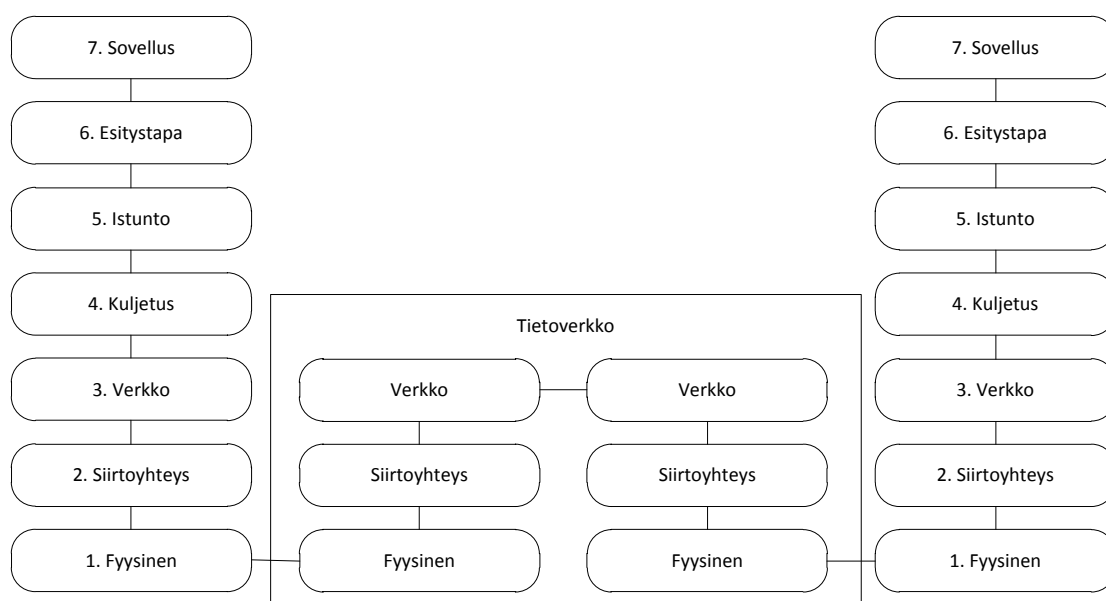 7. Sovellus
6. Esitystapa
5. Istunto
4. Kuljetus
3. Verkko
2. Siirtoyhteys
1. Fyysinen
Tietoverkko
Verkko
Siirtoyhteys
Fyysinen
Verkko
Siirtoyhteys
Fyysinen
7. Sovellus
6. Esitystapa
5. Istunto
4. Kuljetus
3. Verkko
2. Siirtoyhteys
1. Fyysinen